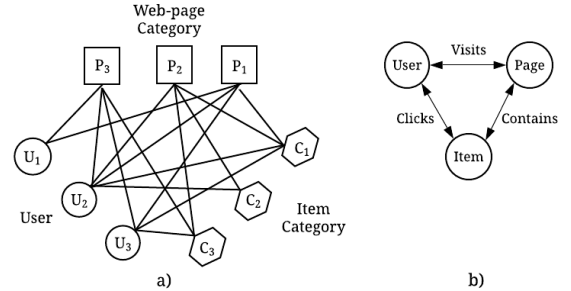 Web-page
Category
P3 P2 P1
U1
C1
U2
C2
User
Item
Category
U3
C3
a)
User
Visits
Page
Clicks
Contains
Item
b)